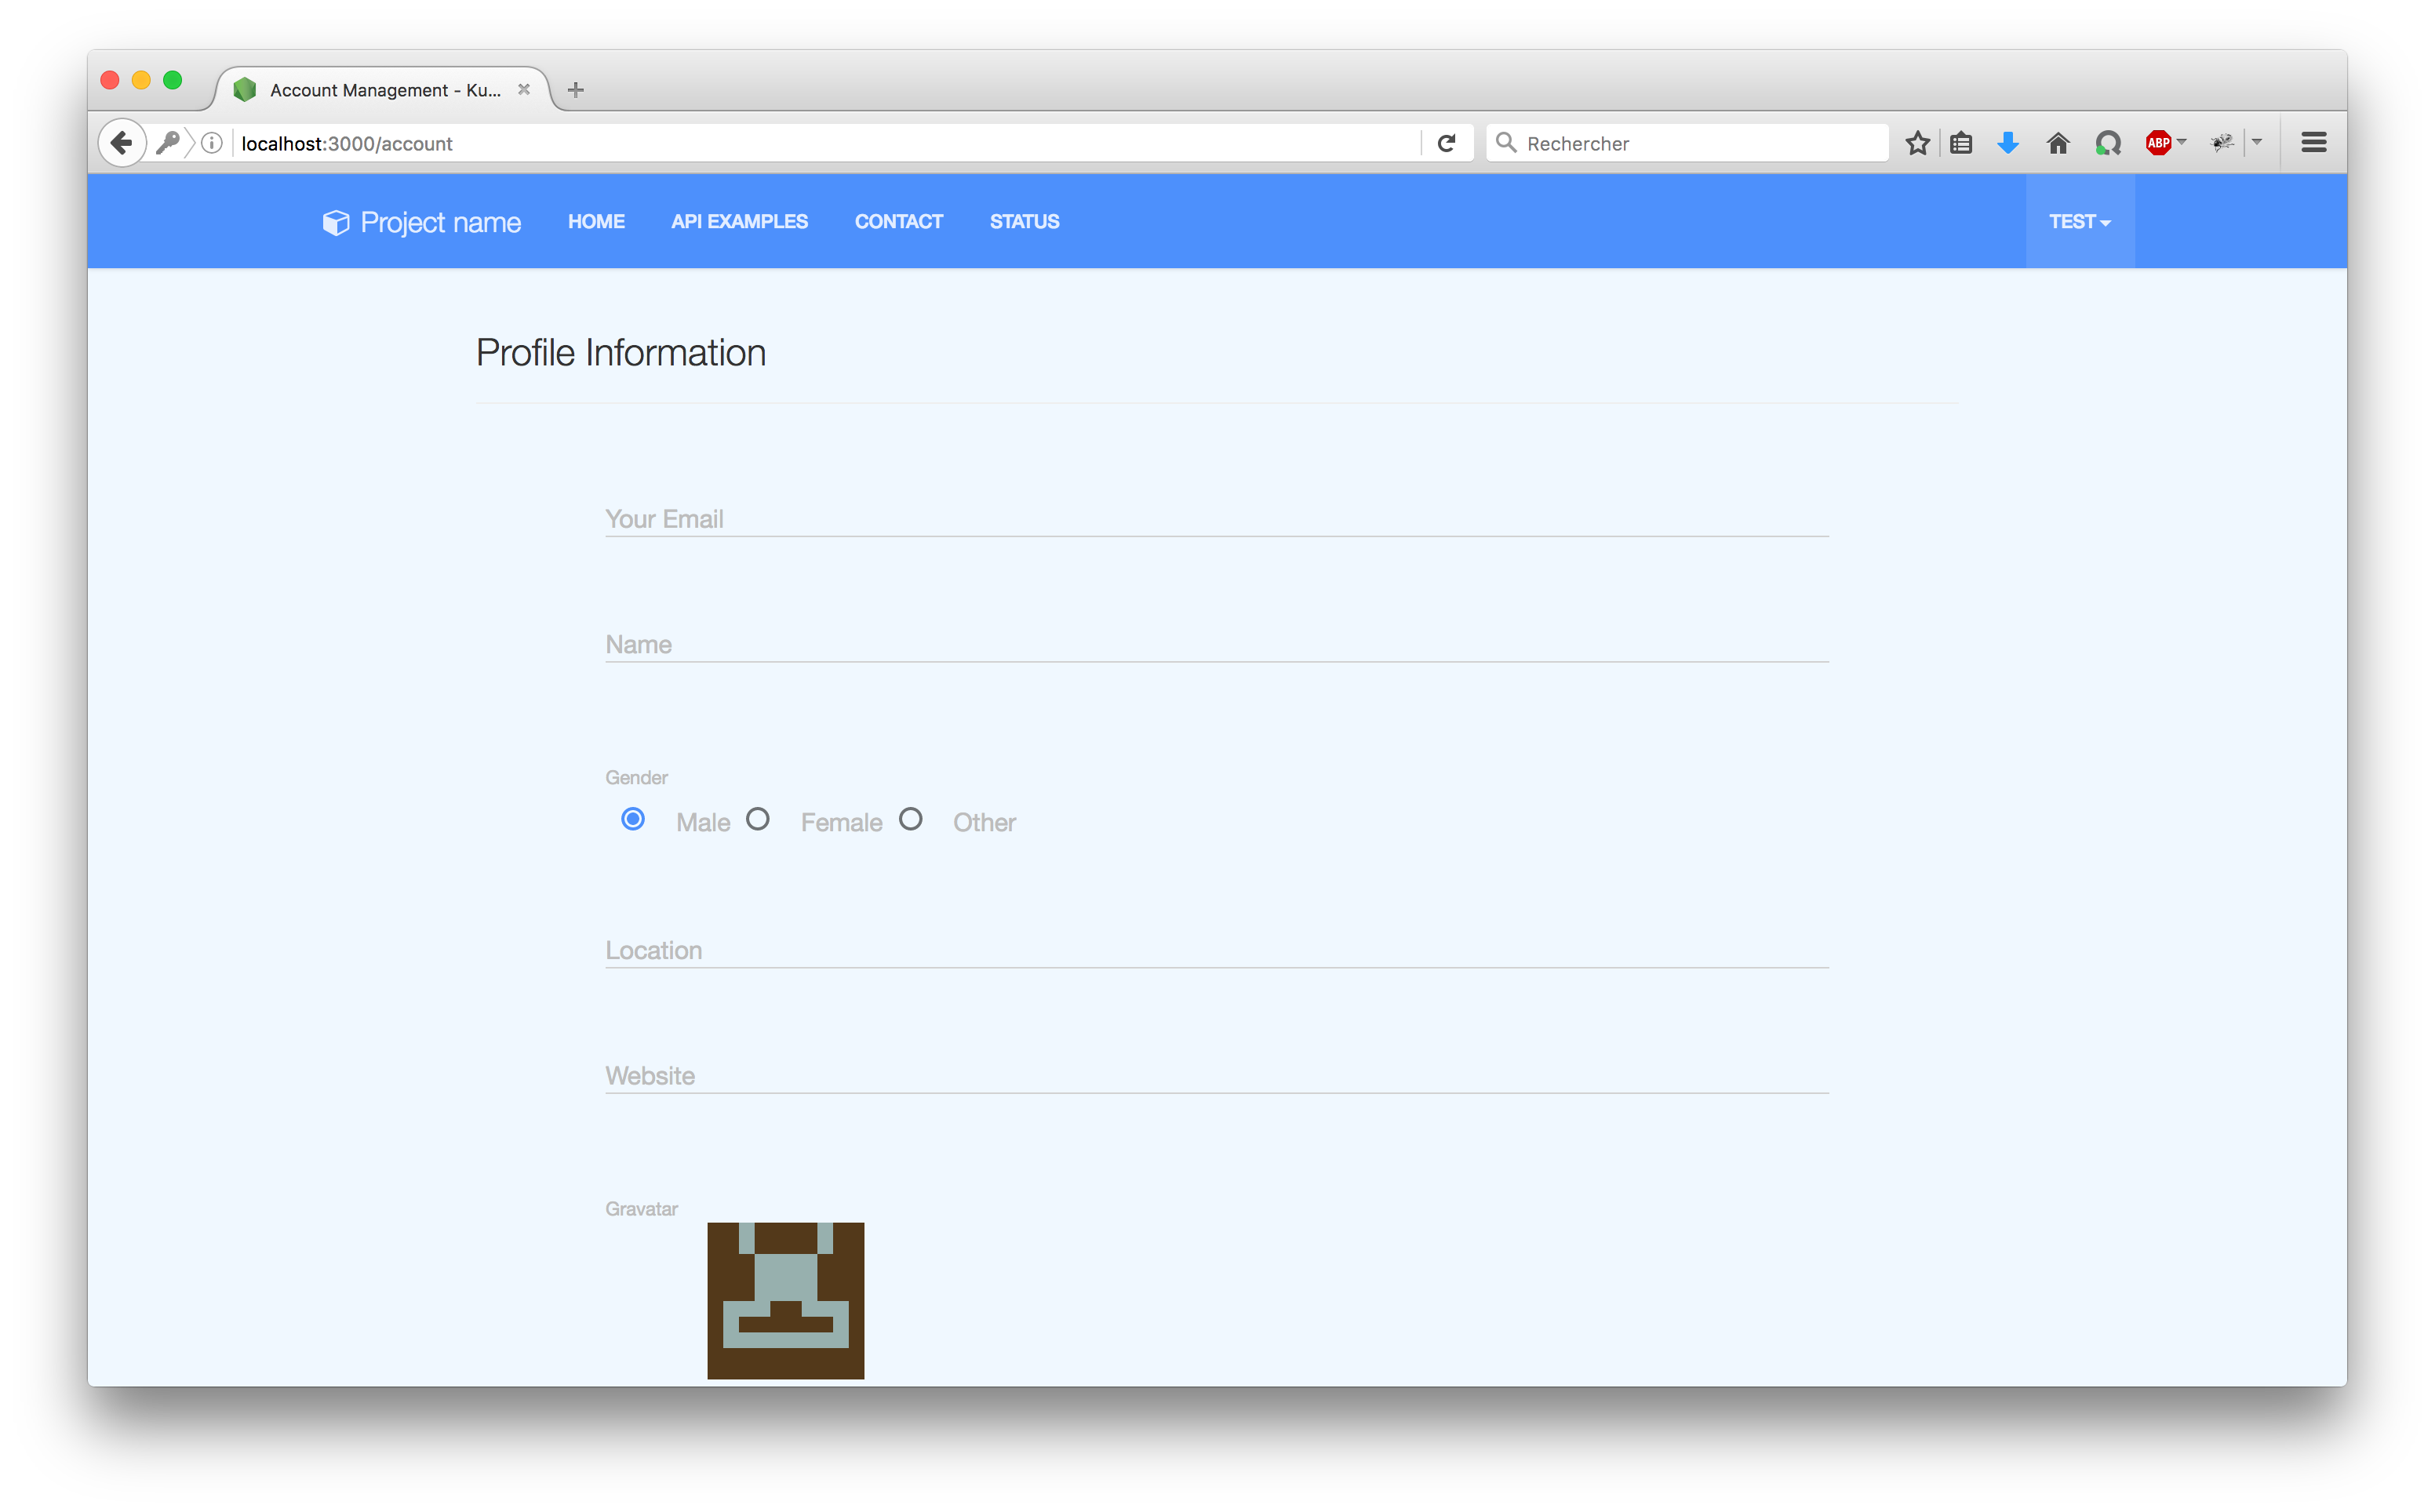 Account Management - Ku...
localhost:3000/account
Rechercher
ABP
Project name HOME API EXAMPLES CONTACT STATUS TEST
Profile Information
Your Email
Name
Gender
Male Female Other
Location
Website
Gravatar